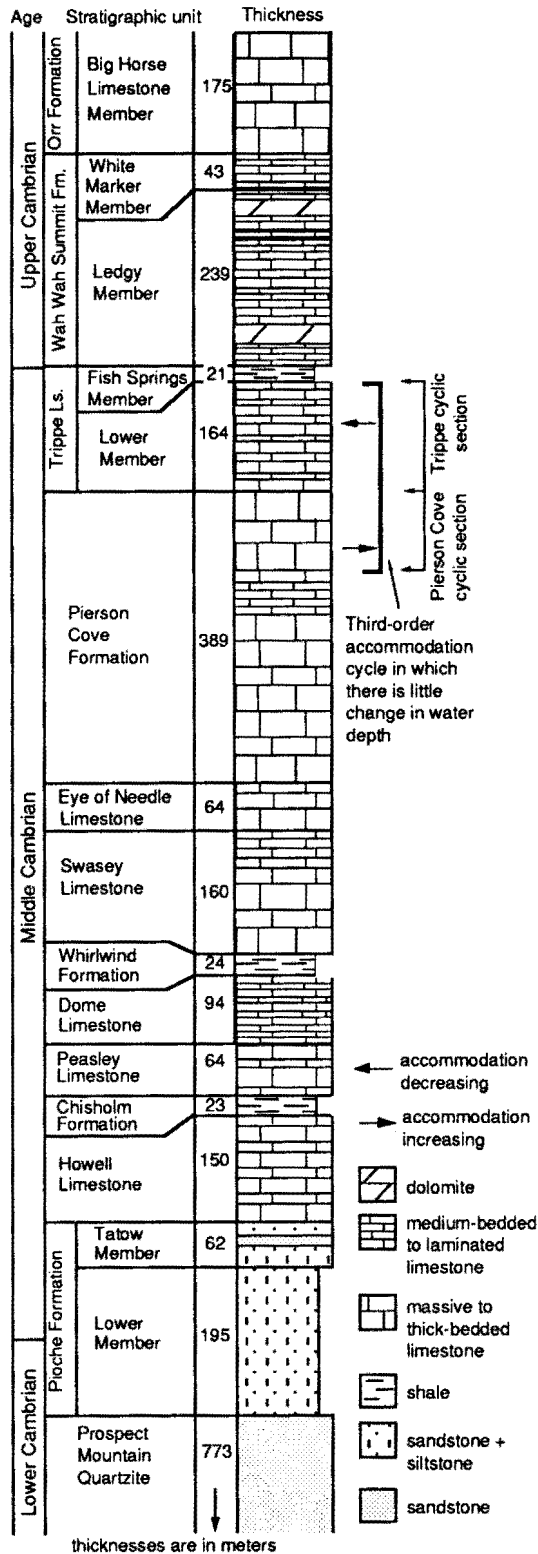 Age Stratigraphic unit Thickness
Upper Cambrian
Orr Formation
Big Horse
Limestone
Member
175
Wah Wah Summit Fm.
White
Marker
Member
43
Ledgy
Member
239
Middle Cambrian
Trippe Ls.
Fish Springs
Member
21
Lower
Member
164
Trippe cyclic
section
Pierson Cove
cyclic section
Third-order
accommodation
cycle in which
there is little
change in water
depth
Pierson
Cove
Formation
389
Eye of Needle
Limestone
64
Swasey
Limestone
160
Whirlwind
Formation
24
Dome
Limestone
94
Peasley
Limestone
64
Chisholm
Formation
23
Howell
Limestone
150
Pioche Formation
Tatow
Member
62
Lower
Member
195
Lower Cambrian
Prospect
Mountain
Quartzite
773
thicknesses are in meters
accommodation
decreasing
accommodation
increasing
dolomite
medium-bedded
to laminated
limestone
massive to
thick-bedded
limestone
shale
sandstone +
siltstone
sandstone